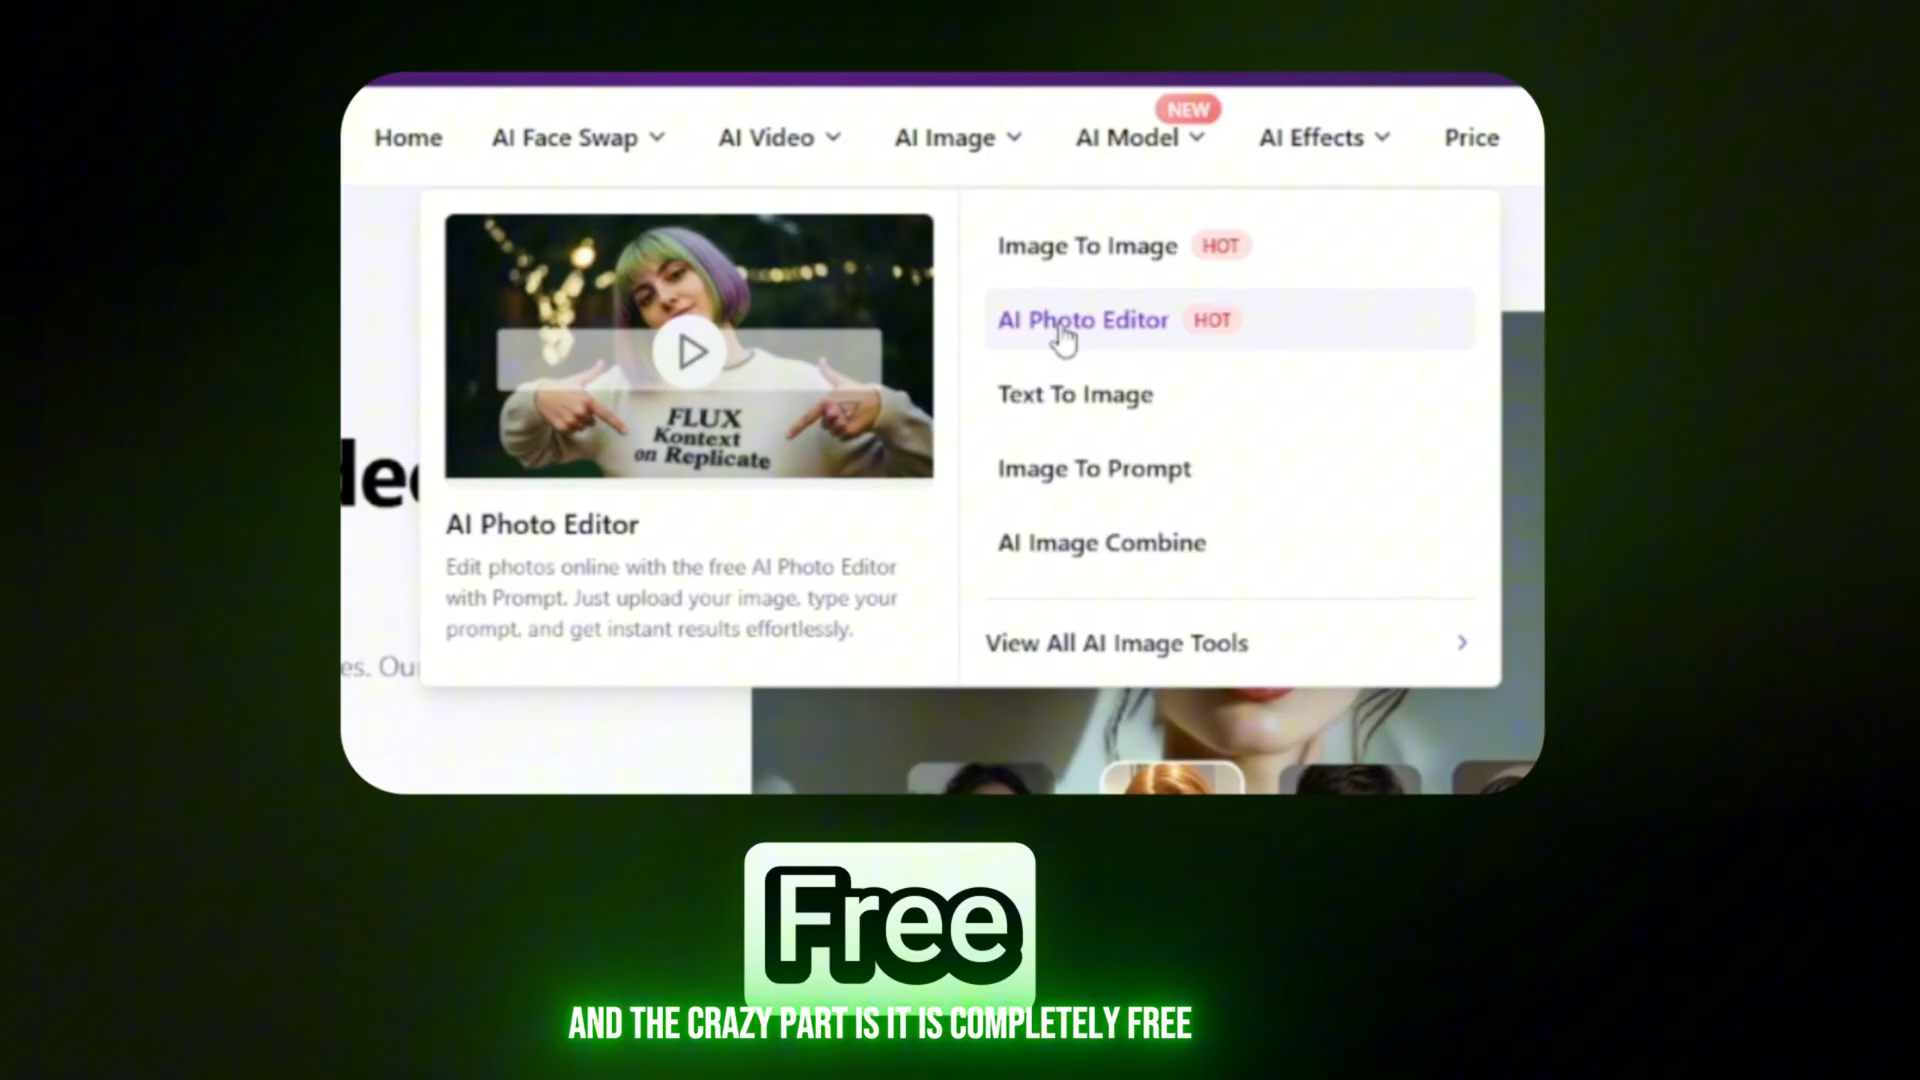 NEW
Home AI Face Swap AI Video AI Image AI Model AI Effects Price
FLUX
Kontext
on Replicate
AI Photo Editor
Edit photos online with the free AI Photo Editor
with Prompt. Just upload your image, type your
prompt, and get instant results effortlessly.
Image To Image HOT
AI Photo Editor HOT
Text To Image
Image To Prompt
AI Image Combine
View All AI Image Tools
es. Ou
Free
AND THE CRAZY PART IS IT IS COMPLETELY FREE